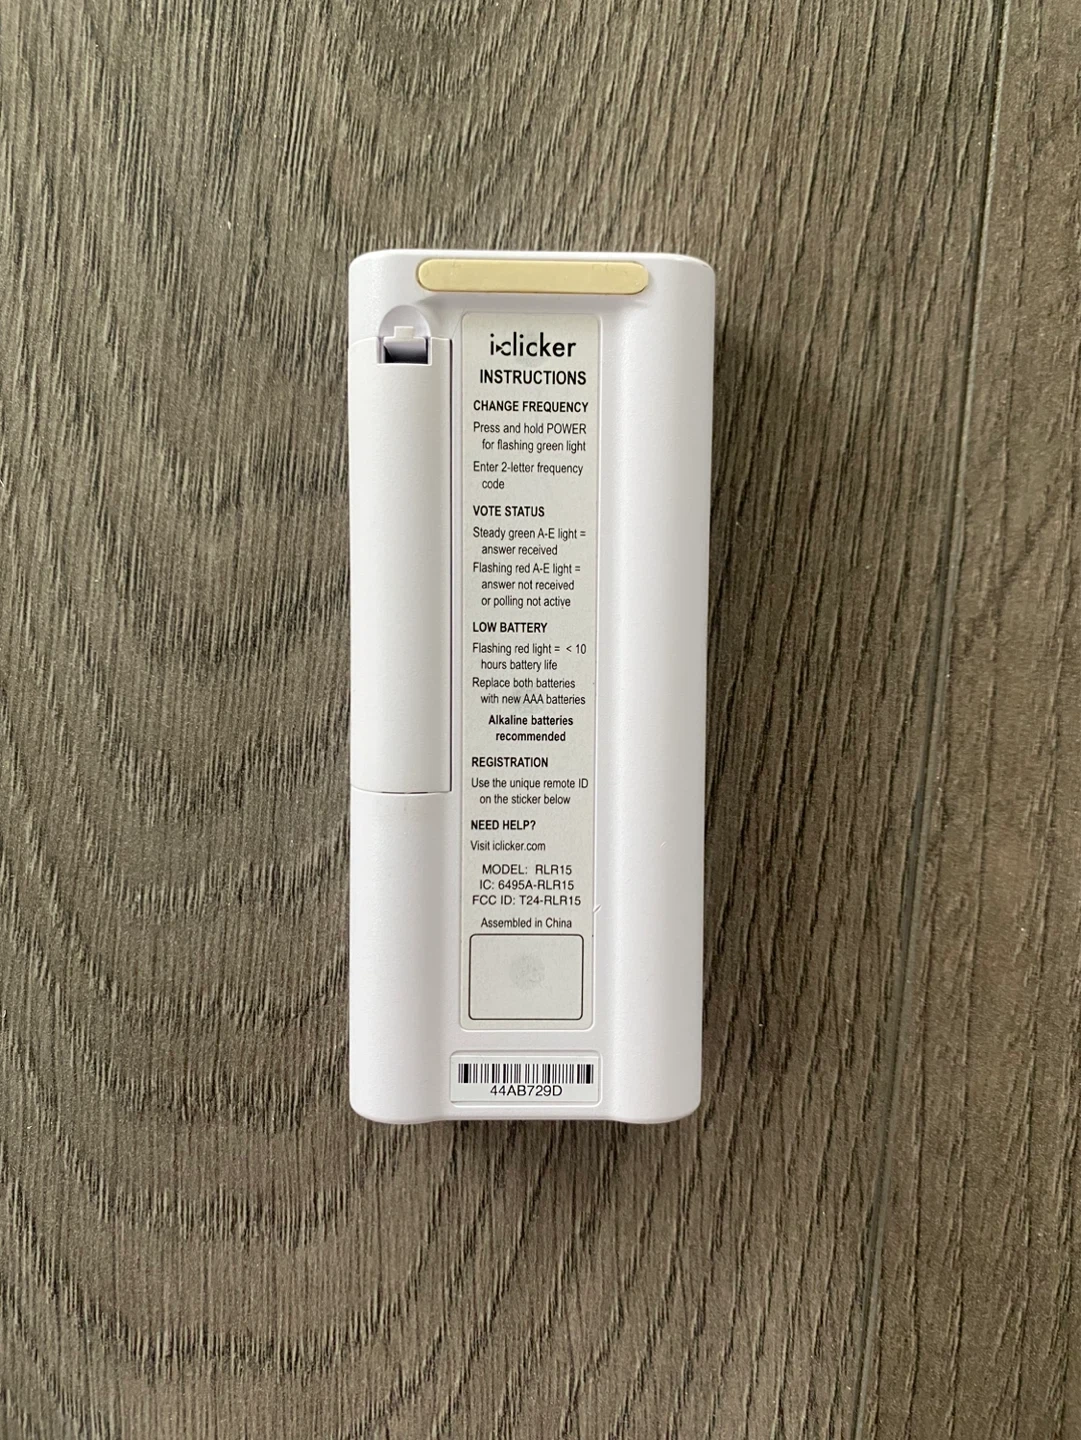 i>clicker
INSTRUCTIONS
CHANGE FREQUENCY
Press and hold POWER
for flashing green light
Enter 2-letter frequency
code
VOTE STATUS
Steady green A-E light =
answer received
Flashing red A-E light =
answer not received
or polling not active
LOW BATTERY
Flashing red light = < 10
hours battery life
Replace both batteries
with new AAA batteries
Alkaline batteries
recommended
REGISTRATION
Use the unique remote ID
on the sticker below
NEED HELP?
Visit iclicker.com
MODEL: RLR15
IC: 6495A-RLR15
FCC ID: T24-RLR15
Assembled in China
44AB729D